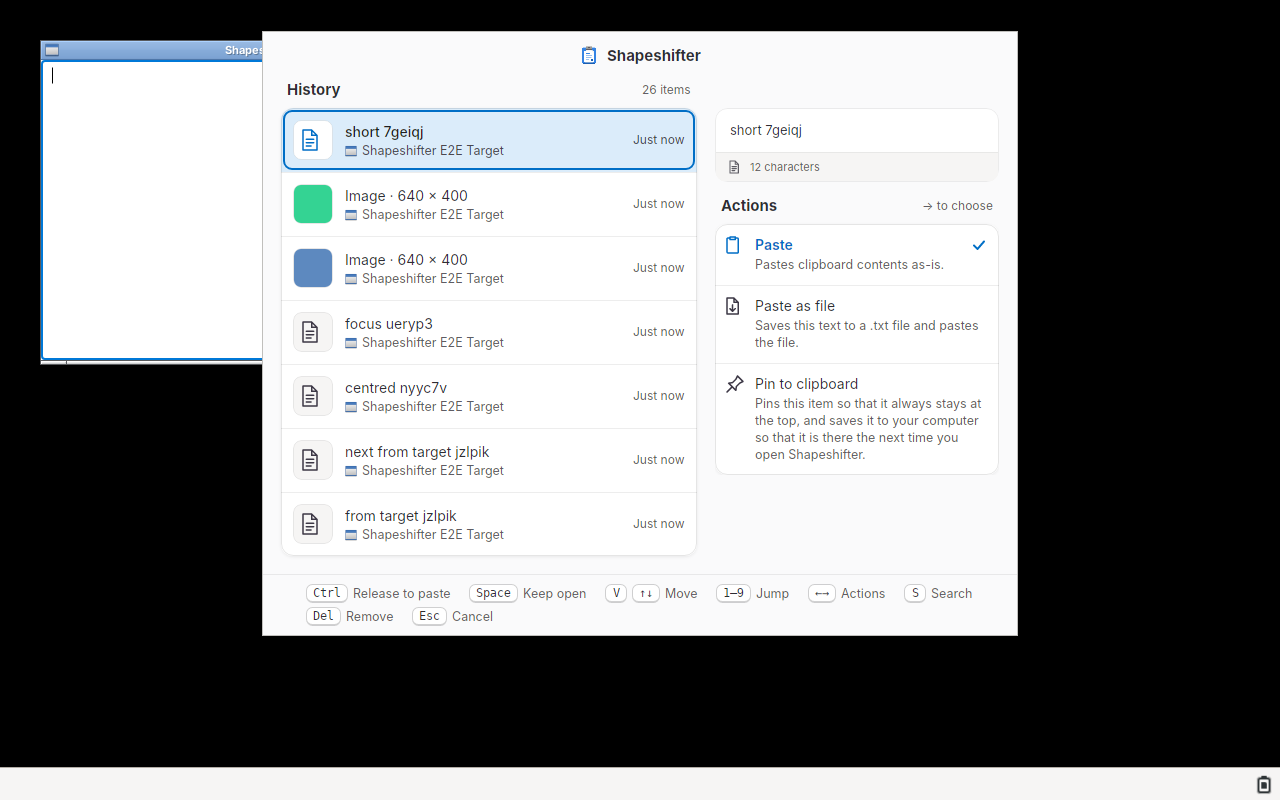 Shapes
Shapeshifter
History
26 items
short 7geiqj
Shapeshifter E2E Target
Just now
Image · 640 × 400
Shapeshifter E2E Target
Just now
Image · 640 × 400
Shapeshifter E2E Target
Just now
focus ueryp3
Shapeshifter E2E Target
Just now
centred nyyc7v
Shapeshifter E2E Target
Just now
next from target jzlpik
Shapeshifter E2E Target
Just now
from target jzlpik
Shapeshifter E2E Target
Just now
short 7geiqj
12 characters
Actions
→ to choose
Paste
Pastes clipboard contents as-is.
Paste as file
Saves this text to a .txt file and pastes
the file.
Pin to clipboard
Pins this item so that it always stays at
the top, and saves it to your computer
so that it is there the next time you
open Shapeshifter.
Ctrl Release to paste Space Keep open V ↑↓ Move 1–9 Jump ←→ Actions S Search
Del Remove Esc Cancel